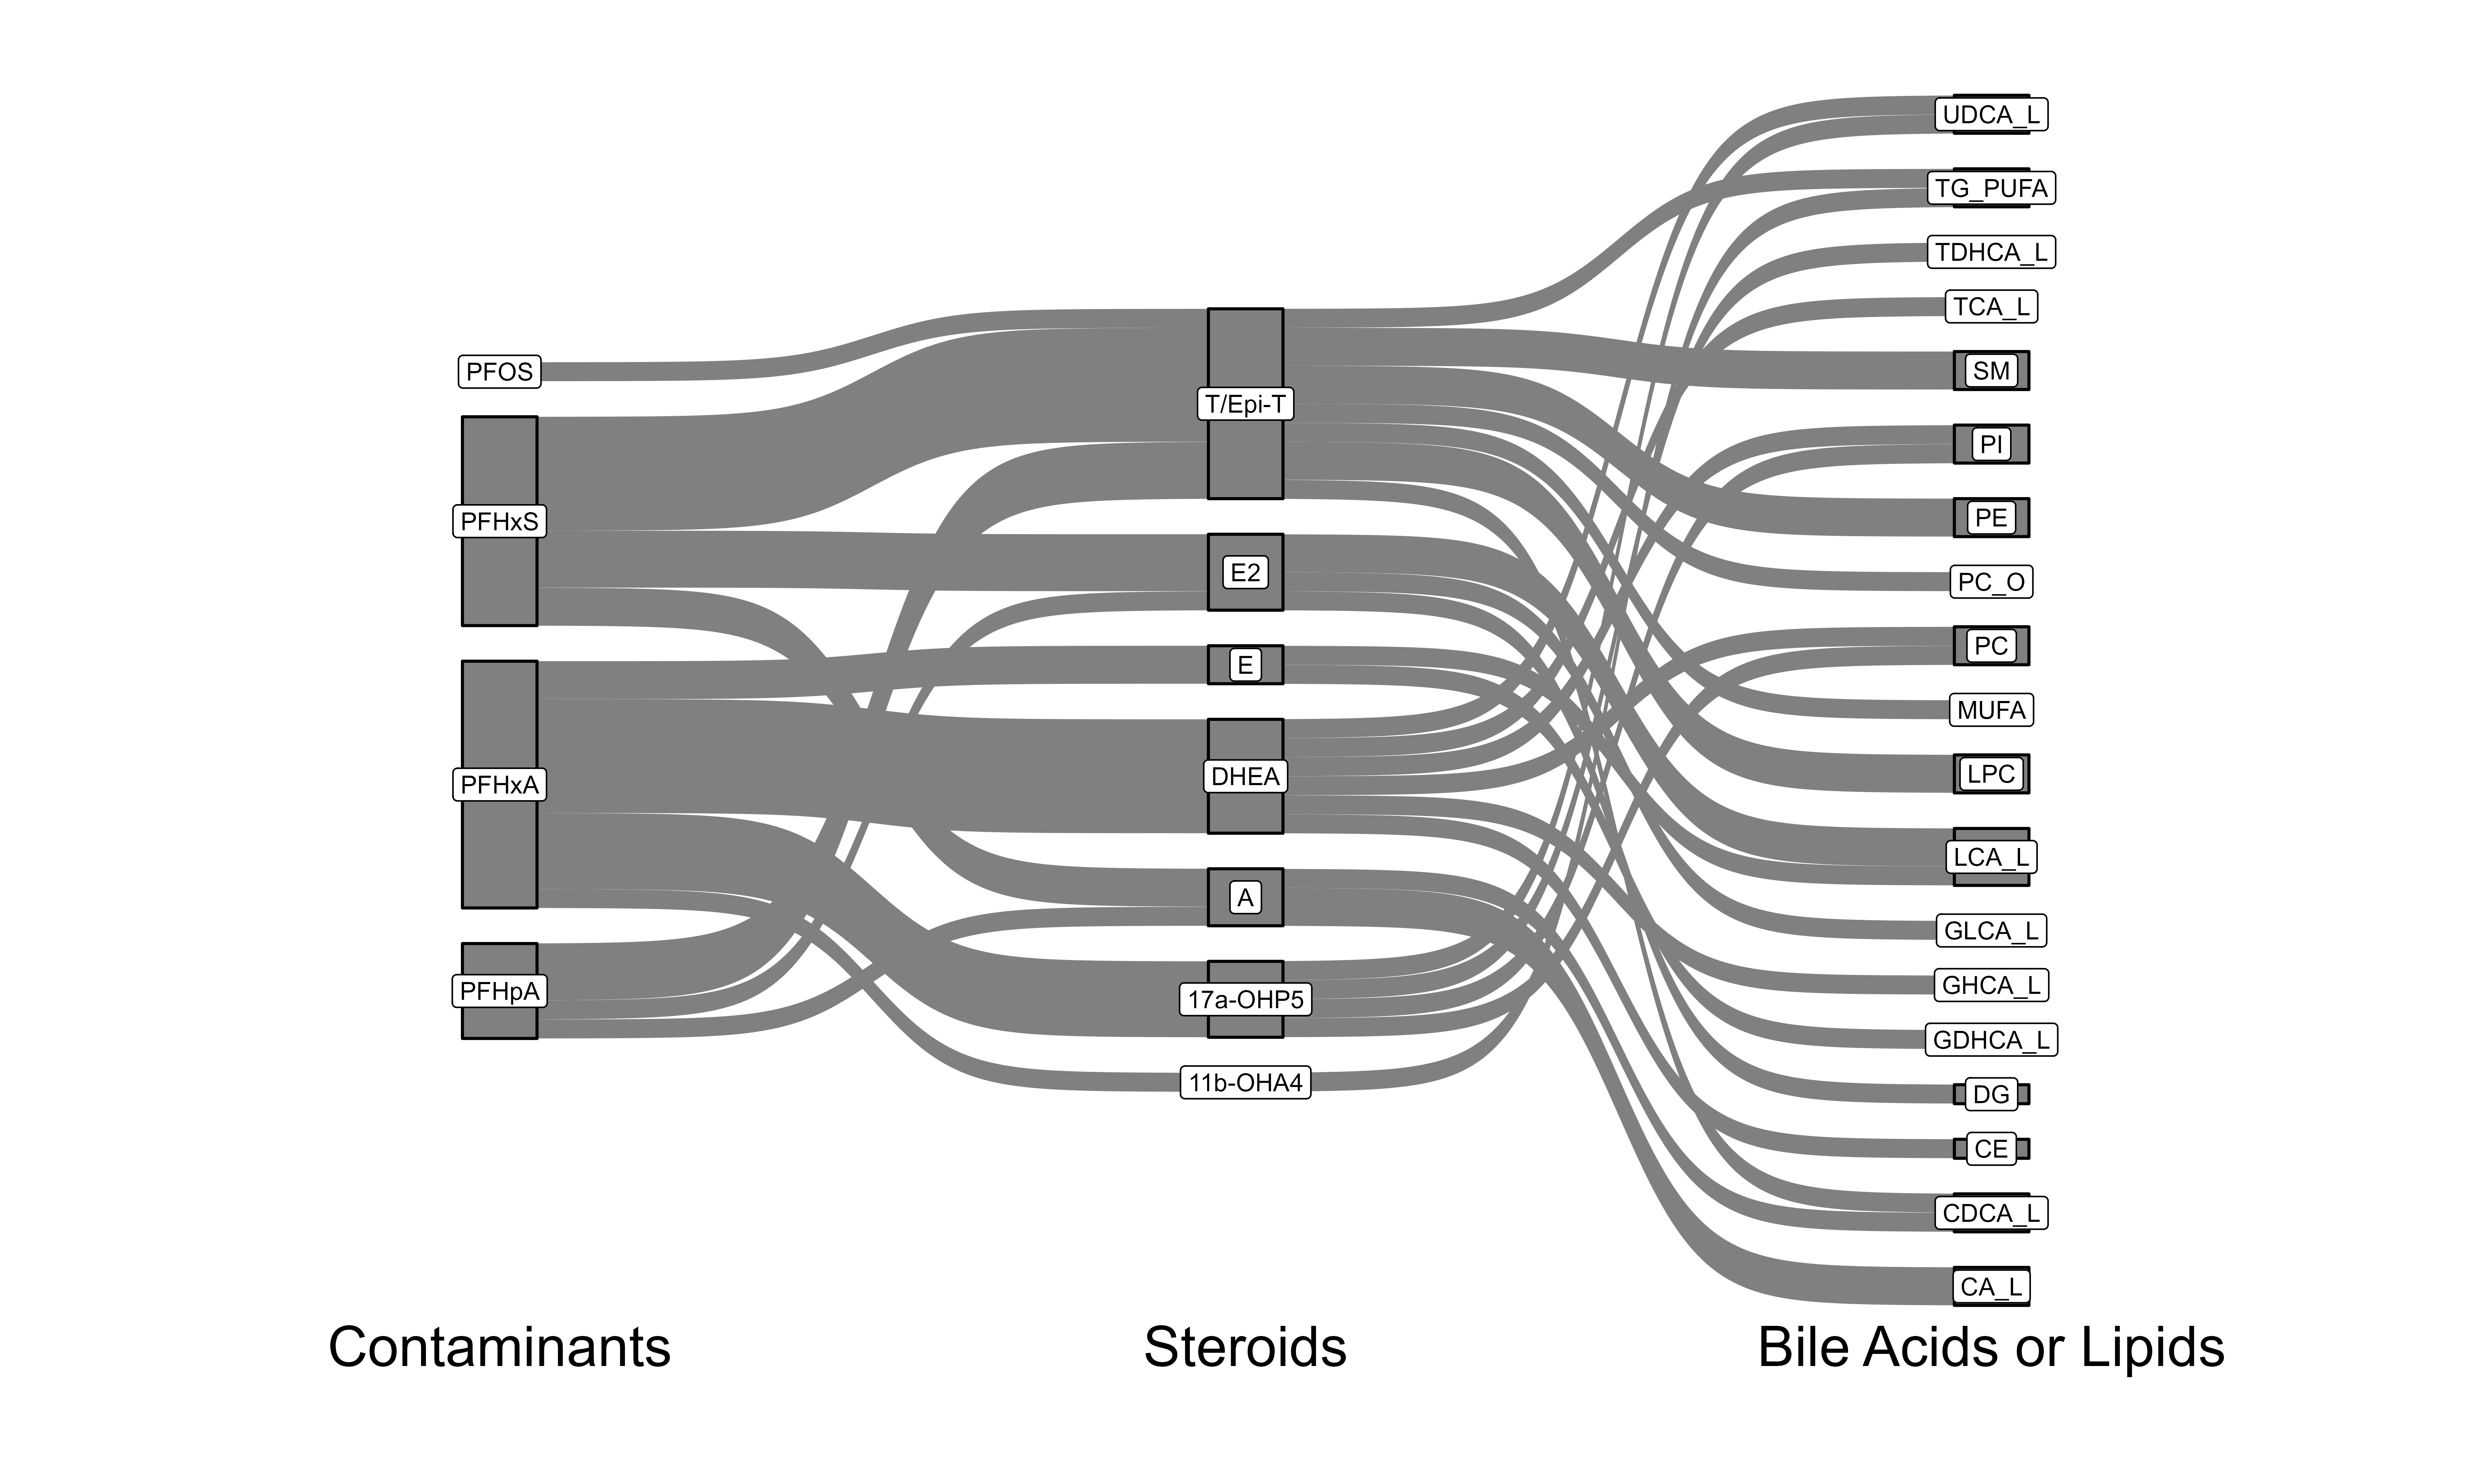 PFOS
PFHxS
PFHxA
PFHpA
T/Epi-T
E2
E
DHEA
A
17a-OHP5
11b-OHA4
UDCA_L
TG_PUFA
TDHCA_L
TCA_L
SM
PI
PE
PC_O
PC
MUFA
LPC
LCA_L
GLCA_L
GHCA_L
GDHCA_L
DG
CE
CDCA_L
CA_L
Contaminants
Steroids
Bile Acids or Lipids